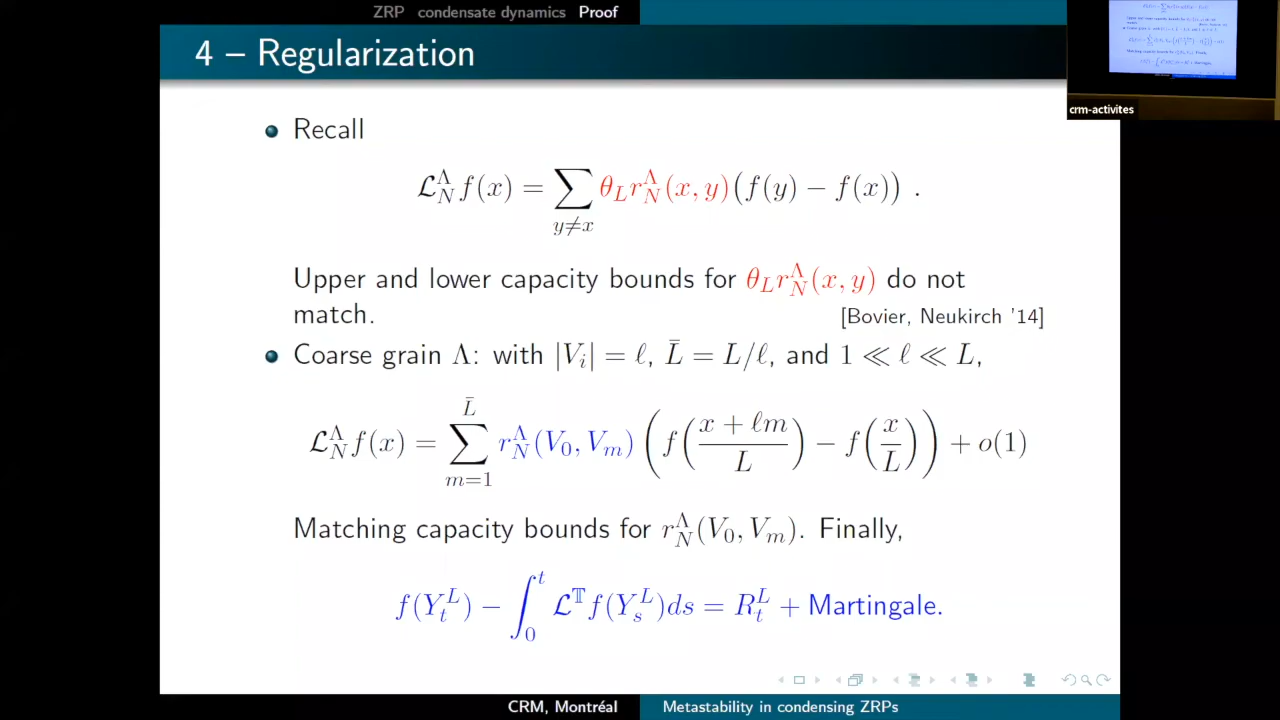 ZRP condensate dynamics Proof
4 – Regularization
crm-activites
Recall
ℒ_N^Λ f(x) = ∑_{y≠x} θ_L r_N^Λ(x, y)(f(y) − f(x)) .
Upper and lower capacity bounds for θ_L r_N^Λ(x, y) do not
match. [Bovier, Neukirch '14]
Coarse grain Λ: with |V_i| = ℓ, L̄ = L/ℓ, and 1 ≪ ℓ ≪ L,
ℒ_N^Λ f(x) = ∑_{m=1}^{L̄} r_N^Λ(V_0, V_m) ( f( (x + ℓm)/L ) − f( x/L ) ) + o(1)
Matching capacity bounds for r_N^Λ(V_0, V_m). Finally,
f(Y_t^L) − ∫_0^t ℒ^𝕋 f(Y_s^L)ds = R_t^L + Martingale.
CRM, Montréal Metastability in condensing ZRPs